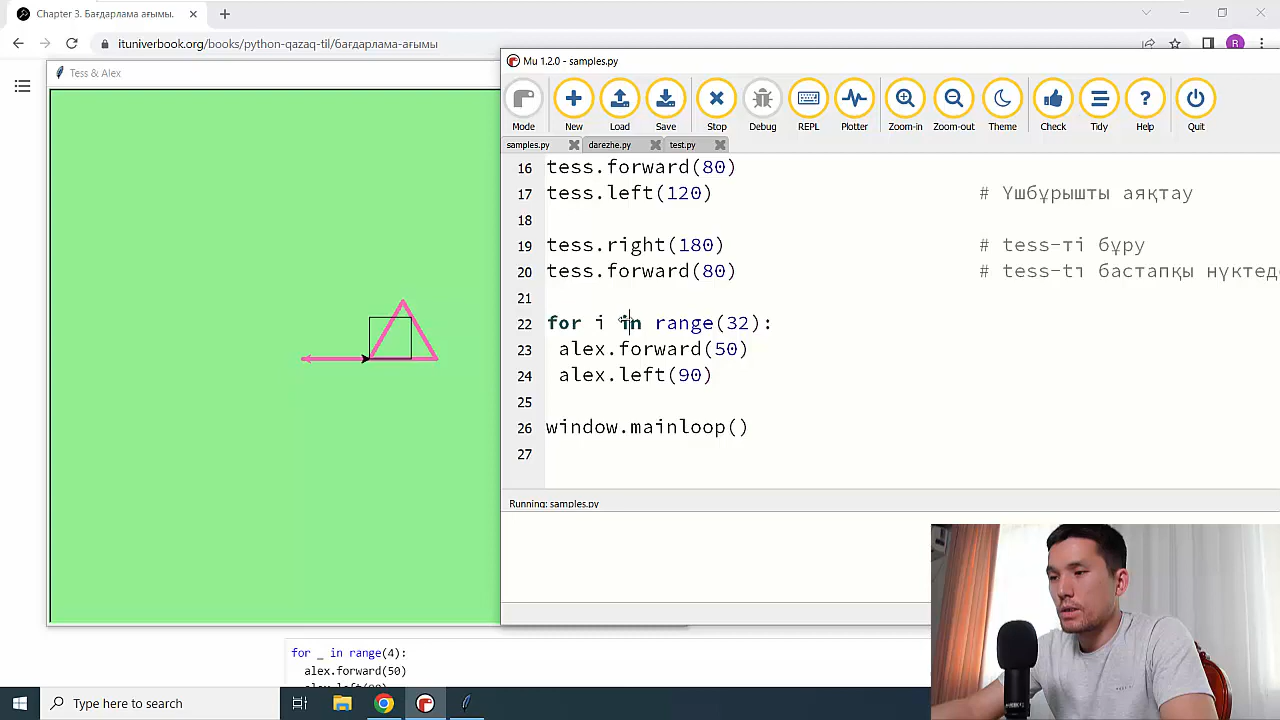 Chapter 3. Бағдарлама ағымы.
ituniverbook.org/books/python-qazaq-til/бағдарлама-ағымы
R
Tess & Alex
Mu 1.2.0 - samples.py
Mode New Load Save Stop Debug REPL Plotter Zoom-in Zoom-out Theme Check Tidy Help Quit
samples.py darezhe.py test.py
16 tess.forward(80)
17 tess.left(120) # Үшбұрышты аяқтау
18
19 tess.right(180) # tess-ті бұру
20 tess.forward(80) # tess-ті бастапқы нүктеде
21
22 for i in range(32):
23 alex.forward(50)
24 alex.left(90)
25
26 window.mainloop()
27
Running: samples.py
for _ in range(4):
alex.forward(50)
Type here to search